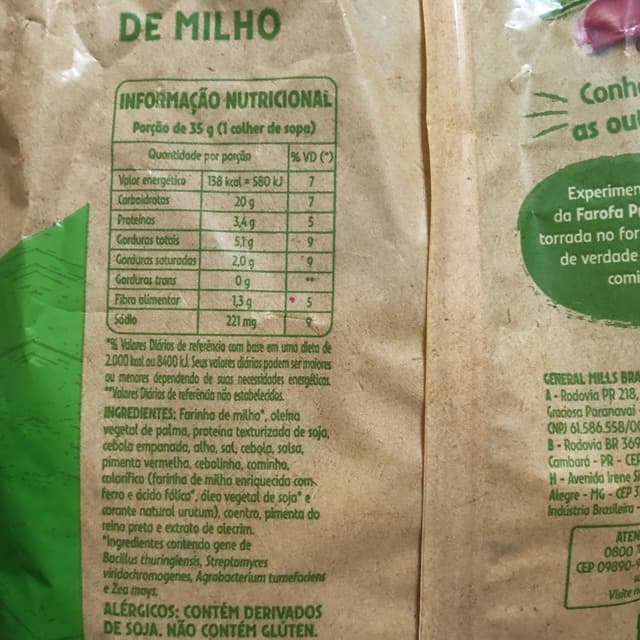 DE MILHO
INFORMAÇÃO NUTRICIONAL
Porção de 35 g (1 colher de sopa)
Quantidade por porção % VD (*)
Valor energético 138 kcal = 580 kJ 7
Carboidratos 20 g 7
Proteínas 3,4 g 5
Gorduras totais 5,1 g 9
Gorduras saturadas 2,0 g 9
Gorduras trans 0 g **
Fibra alimentar 1,3 g 5
Sódio 221 mg 9
*% Valores Diários de referência com base em uma dieta de
2.000 kcal ou 8400 kJ. Seus valores diários podem ser maiores
ou menores dependendo de suas necessidades energéticas.
**Valores Diários de referência não estabelecidos.
INGREDIENTES: Farinha de milho*, oleína
vegetal de palma, proteína texturizada de soja,
cebola empanada, alho, sal, cebola, salsa,
pimenta vermelha, cebolinha, cominho,
colorífico (farinha de milho enriquecida com
ferro e ácido fólico*, óleo vegetal de soja* e
corante natural urucum), coentro, pimenta do
reino preta e extrato de alecrim.
*Ingredientes contendo gene de
Bacillus thuringiensis, Streptomyces
viridochromogenes, Agrobacterium tumefaciens
e Zea mays.
ALÉRGICOS: CONTÉM DERIVADOS
DE SOJA. NÃO CONTÉM GLÚTEN.
Conh
as ou
Experimen
da Farofa P
torrada no for
de verdade
comi
GENERAL MILLS BRA
A - Rodovia PR 218,
Graciosa Paranavaí
CNPJ 61.586.558/00
B - Rodovia BR 369
Cambará - PR - CEP
H - Avenida Irene S
Alegre - MG - CEP 3
Indústria Brasileira -
ATEN
0800 7
CEP 09890-
Visite n